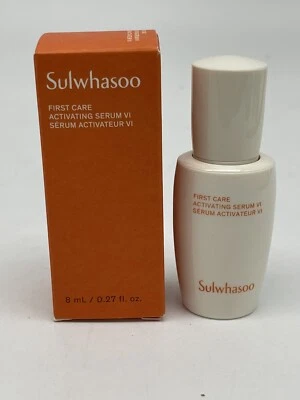 Sulwhasoo
FIRST CARE
ACTIVATING SERUM VI
SÉRUM ACTIVATEUR VI
8 mL / 0.27 fl. oz.
FIRST CARE
ACTIVATING SERUM VI
SÉRUM ACTIVATEUR VI
Sulwhasoo